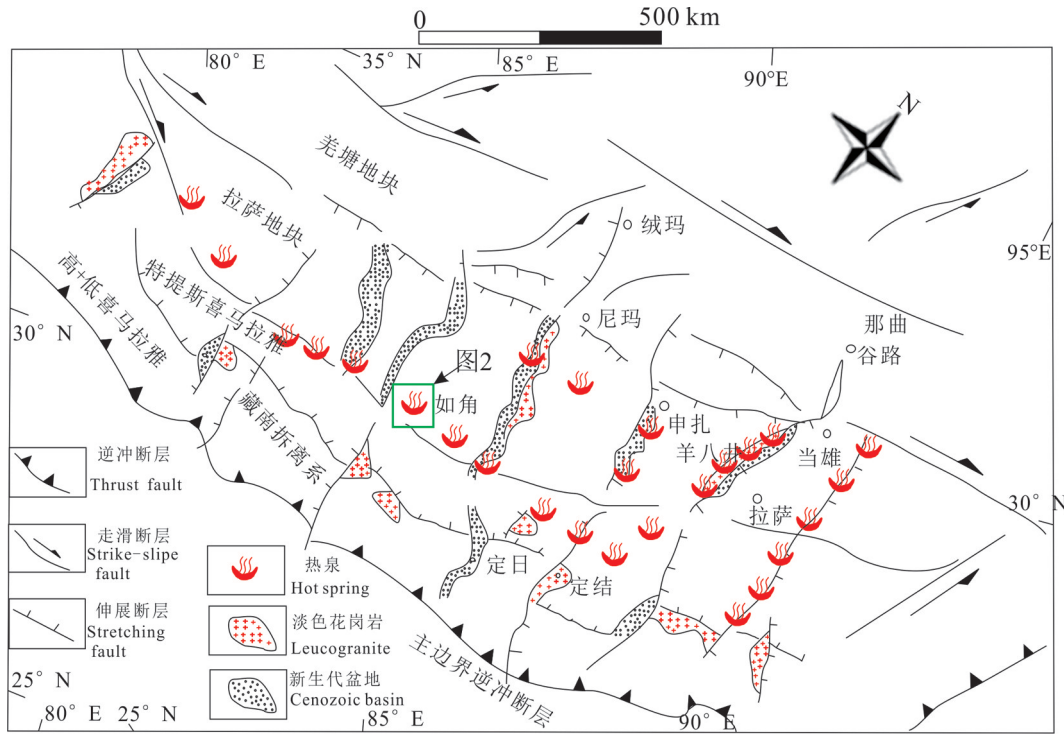 0
500 km
80° E
35° N
85° E
90°E
N
羌塘地块
拉萨地块
绒玛
95°E
高+低喜马拉雅
特提斯喜马拉雅
30° N
尼玛
那曲
谷路
图2
如角
藏南拆离系
申扎
羊八井
当雄
逆冲断层
Thrust fault
拉萨
30° N
走滑断层
Strike-slipe
fault
热泉
Hot spring
定日
定结
伸展断层
Stretching
fault
淡色花岗岩
Leucogranite
主边界逆冲断层
新生代盆地
Cenozoic basin
25° N
80° E
25° N
85° E
90° E